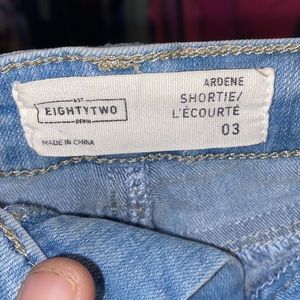 EST
EIGHTYTWO
DENIM
MADE IN CHINA
ARDENE
SHORTIE/
L'ÉCOURTÉ
03